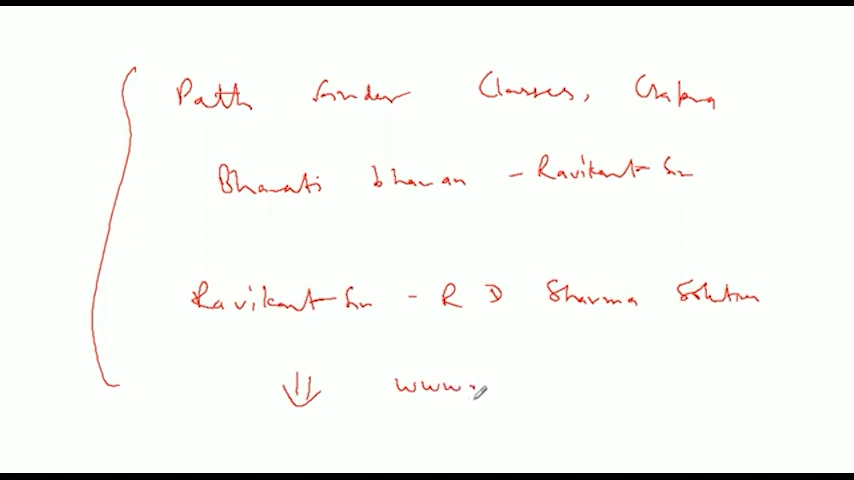 Path finder Classes, Chapra
Bharati bhawan - Ravikant Sir
Ravikant Sir - R D Sharma Solution
www.